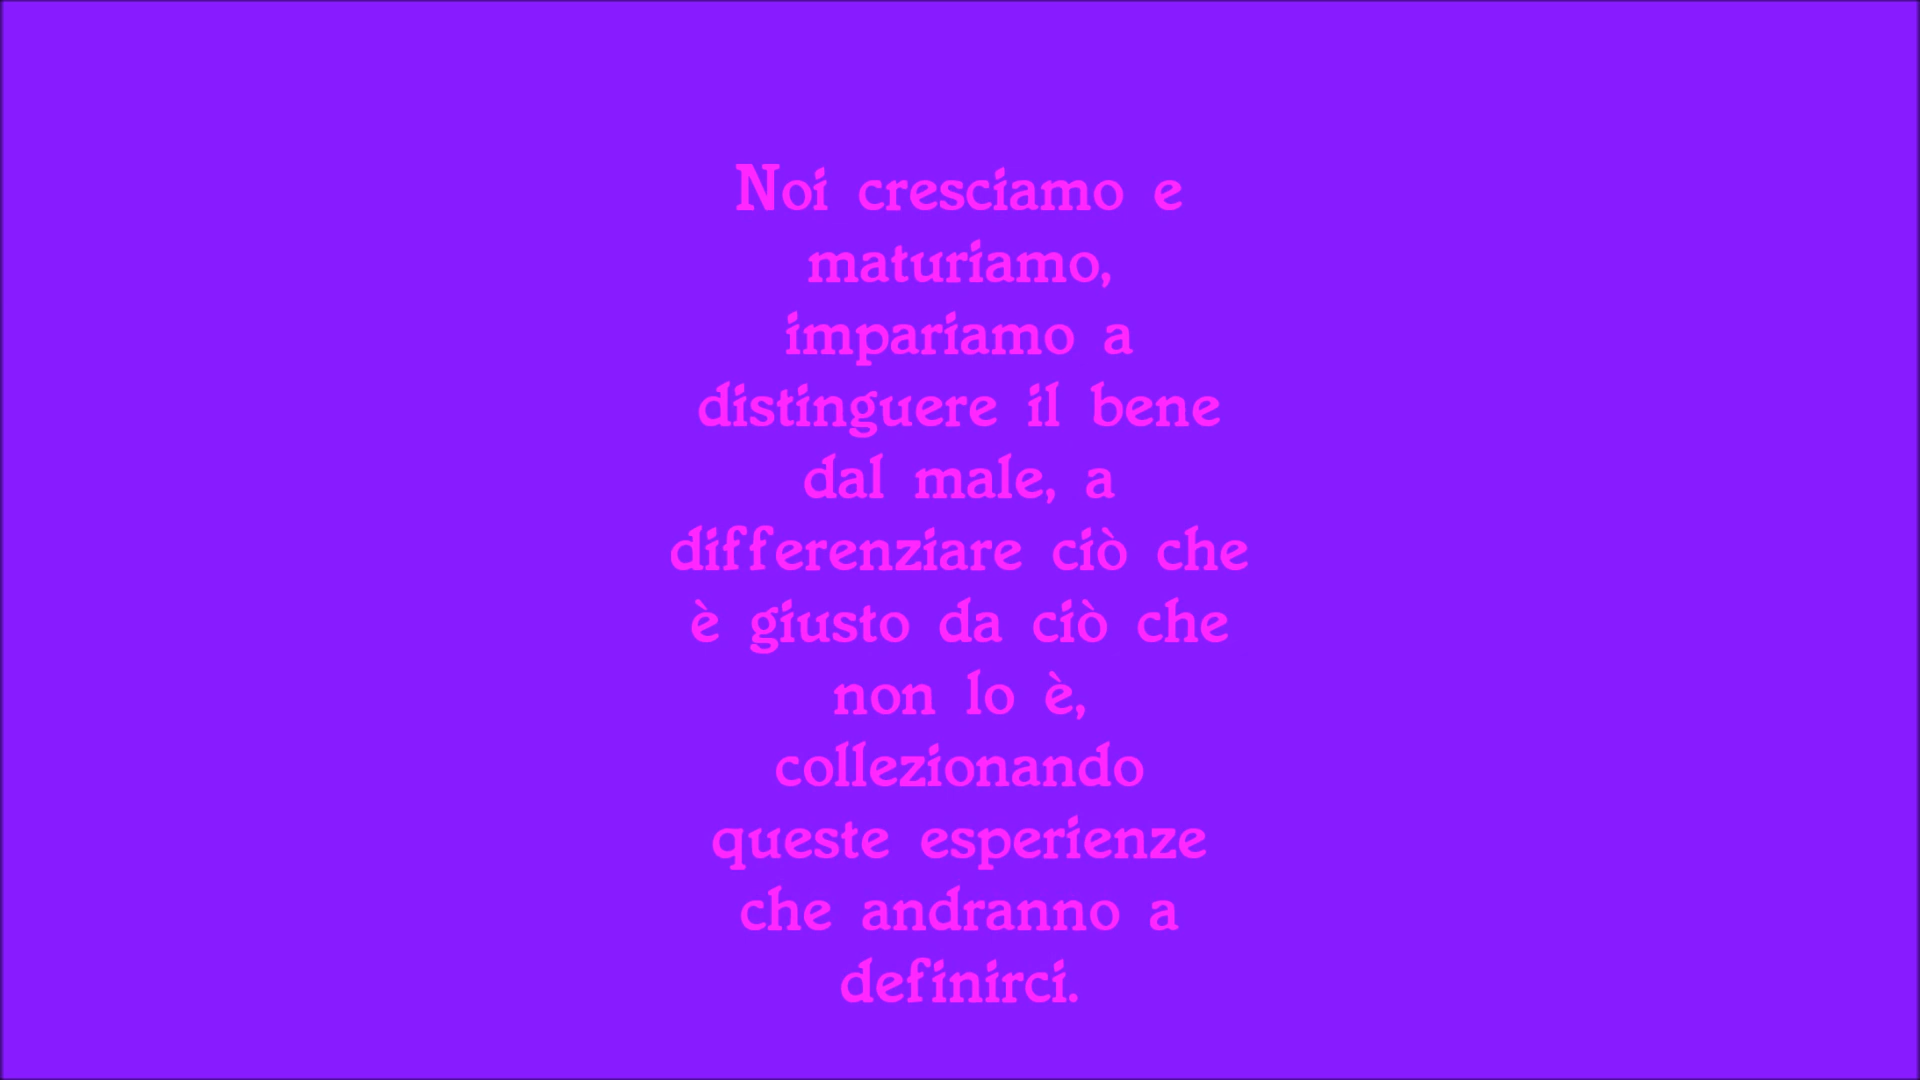 Noi cresciamo e
maturiamo,
impariamo a
distinguere il bene
dal male, a
differenziare ciò che
è giusto da ciò che
non lo è,
collezionando
queste esperienze
che andranno a
definirci.